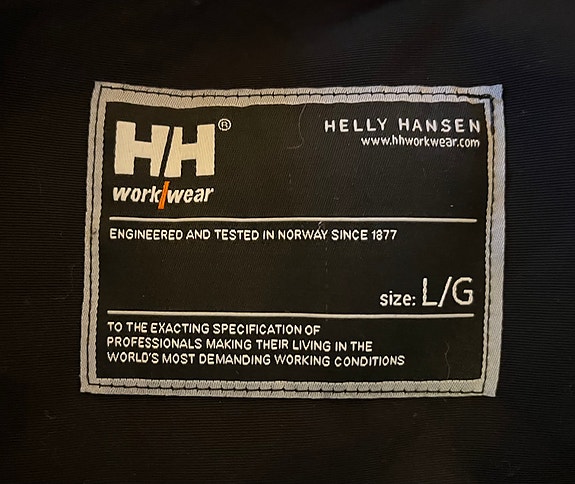 HH®
HELLY HANSEN
www.hhworkwear.com
work/wear
ENGINEERED AND TESTED IN NORWAY SINCE 1877
size: L/G
TO THE EXACTING SPECIFICATION OF
PROFESSIONALS MAKING THEIR LIVING IN THE
WORLD'S MOST DEMANDING WORKING CONDITIONS